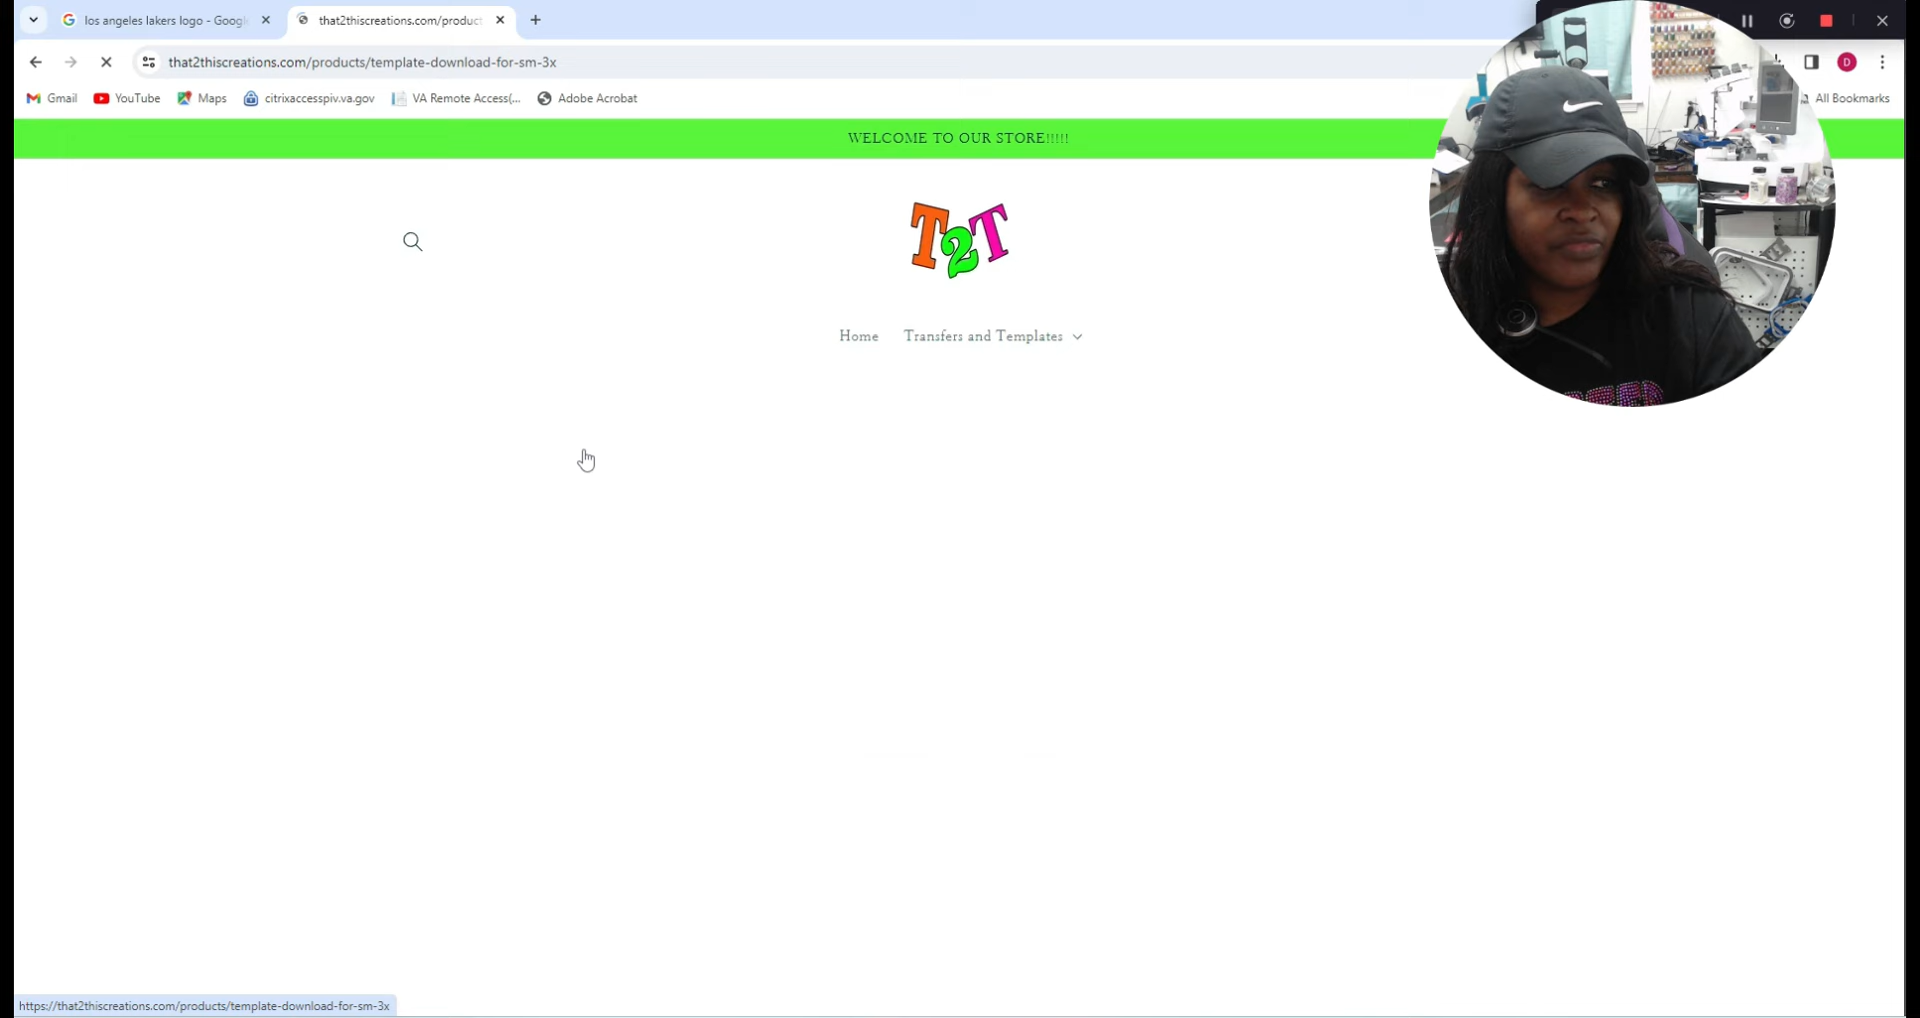 los angeles lakers logo - Googl
that2thiscreations.com/product
that2thiscreations.com/products/template-download-for-sm-3x
D
Gmail YouTube Maps citrixaccesspiv.va.gov VA Remote Access(... Adobe Acrobat All Bookmarks
WELCOME TO OUR STORE!!!!!
T2T
Home Transfers and Templates
https://that2thiscreations.com/products/template-download-for-sm-3x